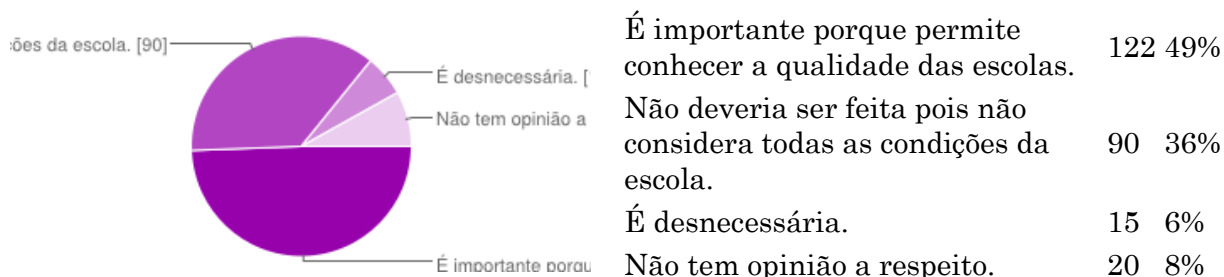 ões da escola. [90]
É desnecessária. [
Não tem opinião a
É importante porqu
É importante porque permite
conhecer a qualidade das escolas. 122 49%
Não deveria ser feita pois não
considera todas as condições da 90 36%
escola.
É desnecessária. 15 6%
Não tem opinião a respeito. 20 8%